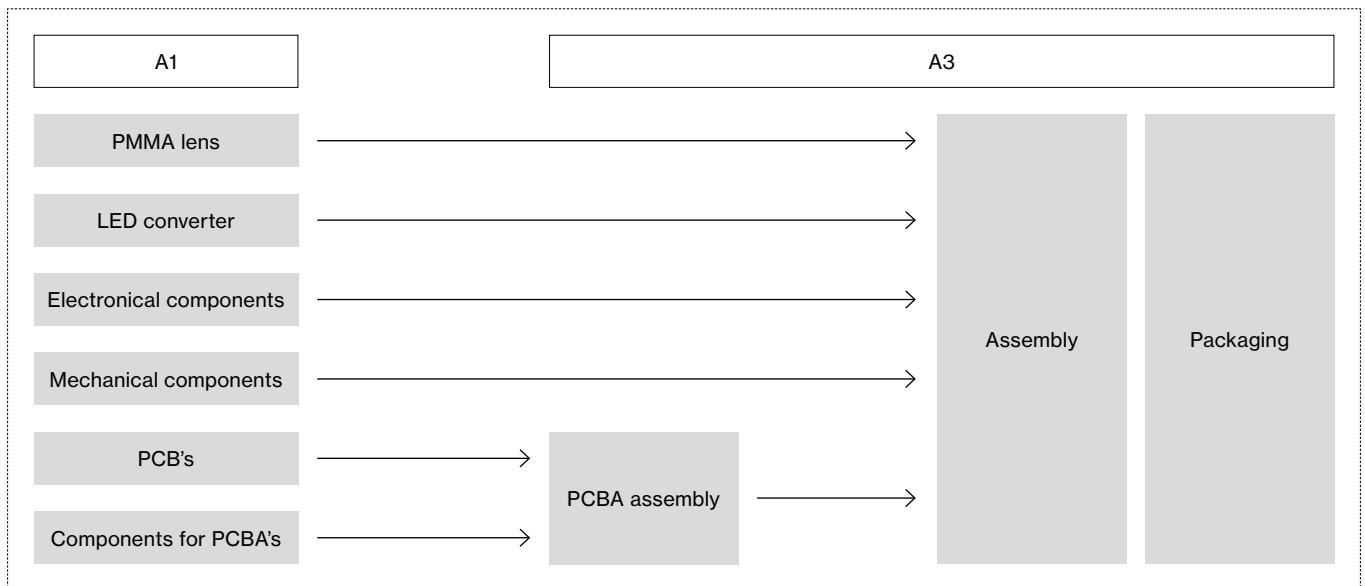 A1
A3
PMMA lens
LED converter
Electronical components
Mechanical components
Assembly
Packaging
PCB's
PCBA assembly
Components for PCBA's